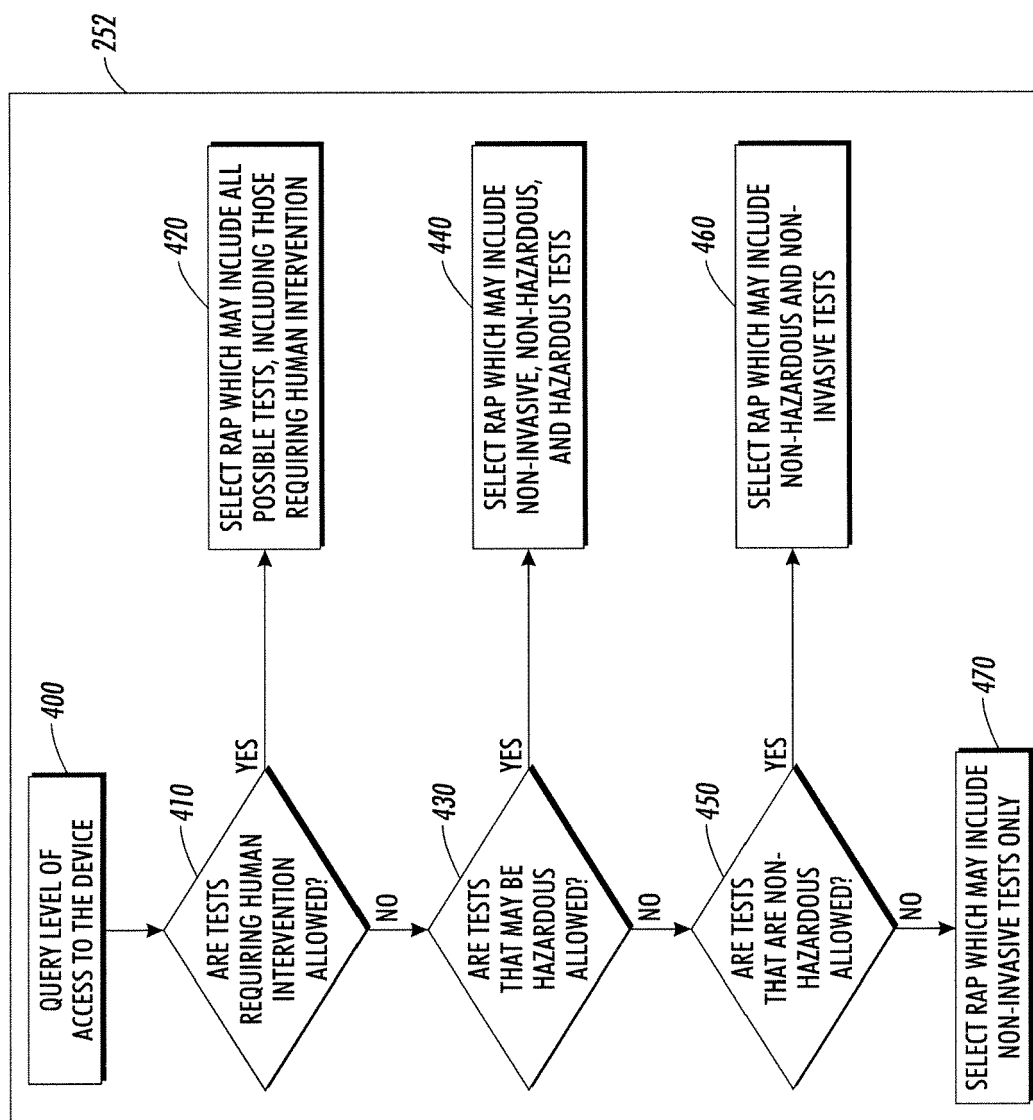 252
400
QUERY LEVEL OF
ACCESS TO THE DEVICE
410
ARE TESTS
REQUIRING HUMAN
INTERVENTION
ALLOWED?
YES
NO
420
SELECT RAP WHICH MAY INCLUDE ALL
POSSIBLE TESTS, INCLUDING THOSE
REQUIRING HUMAN INTERVENTION
430
ARE TESTS
THAT MAY BE
HAZARDOUS
ALLOWED?
YES
NO
440
SELECT RAP WHICH MAY INCLUDE
NON-INVASIVE, NON-HAZARDOUS,
AND HAZARDOUS TESTS
450
ARE TESTS
THAT ARE NON-
HAZARDOUS
ALLOWED?
YES
NO
460
SELECT RAP WHICH MAY INCLUDE
NON-HAZARDOUS AND NON-
INVASIVE TESTS
470
SELECT RAP WHICH MAY INCLUDE
NON-INVASIVE TESTS ONLY